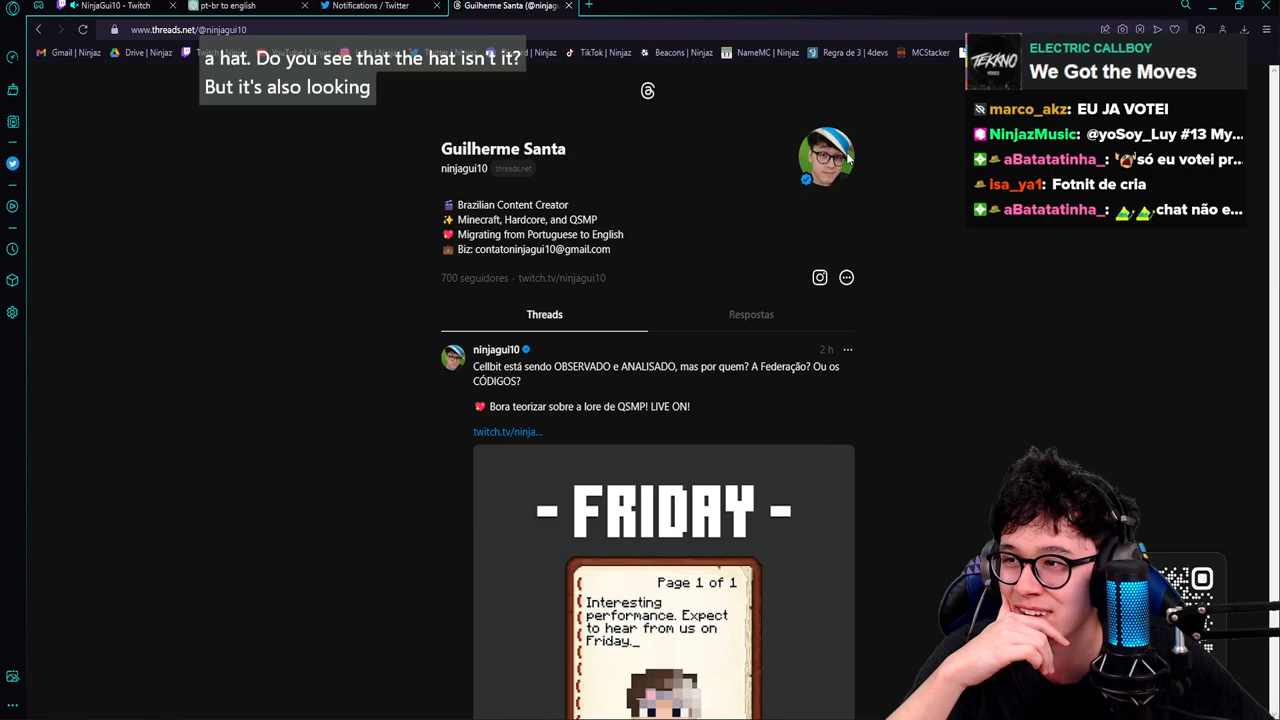 NinjaGui10 - Twitch
pt-br to english
Notifications / Twitter
Guilherme Santa (@ninjag
www.threads.net/@ninjagui10
Gmail | Ninjaz
Drive | Ninjaz
TikTok | Ninjaz
Beacons | Ninjaz
NameMC | Ninjaz
Regra de 3 | 4devs
MCStacker
a hat. Do you see that the hat isn't it?
But it's also looking
ELECTRIC CALLBOY
We Got the Moves
TEKKNO
marco_akz: EU JA VOTEI
NinjazMusic: @yoSoy_Luy #13 My...
aBatatatinha_: só eu votei pr...
isa_ya1: Fotnit de cria
aBatatatinha_: chat não e...
Guilherme Santa
ninjagui10 threads.net
Brazilian Content Creator
Minecraft, Hardcore, and QSMP
Migrating from Portuguese to English
Biz: contatoninjagui10@gmail.com
700 seguidores · twitch.tv/ninjagui10
Threads
Respostas
ninjagui10
2 h
Cellbit está sendo OBSERVADO e ANALISADO, mas por quem? A Federação? Ou os
CÓDIGOS?
Bora teorizar sobre a lore de QSMP! LIVE ON!
twitch.tv/ninja...
- FRIDAY -
Page 1 of 1
Interesting
performance. Expect
to hear from us on
Friday._